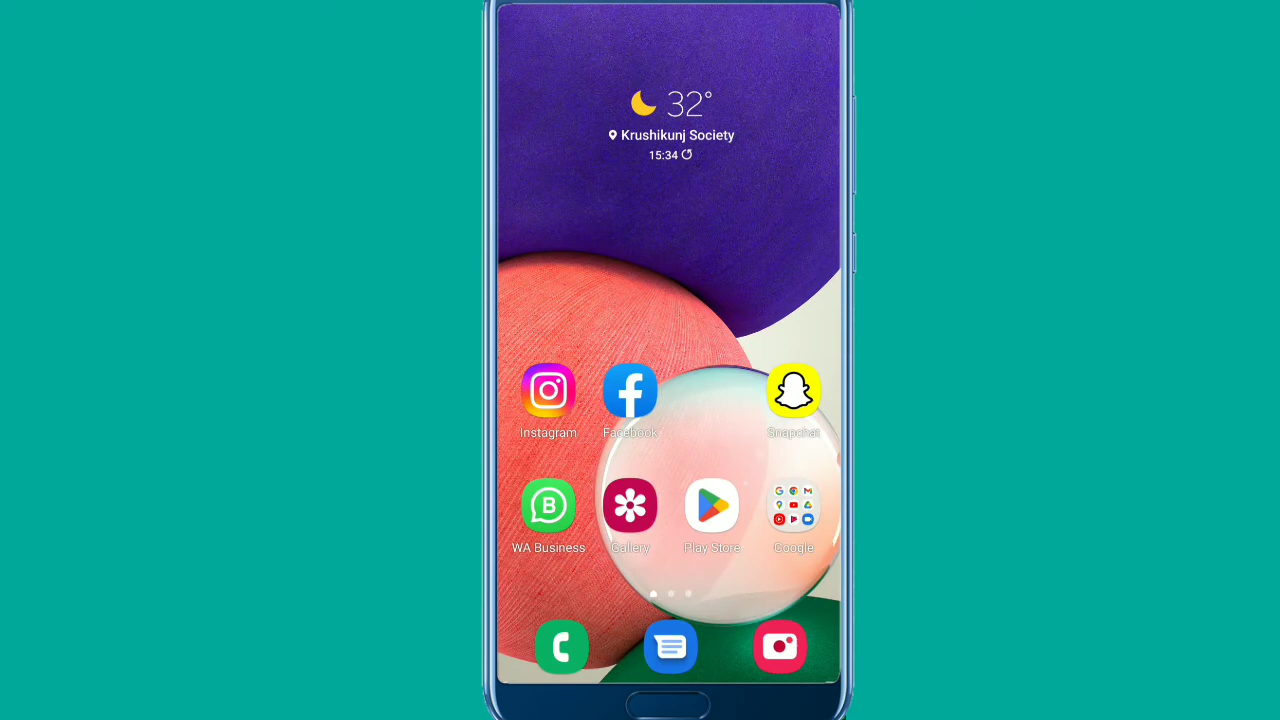 32°
Krushikunj Society
15:34
Instagram
Facebook
Snapchat
B
WA Business
Gallery
Play Store
Google